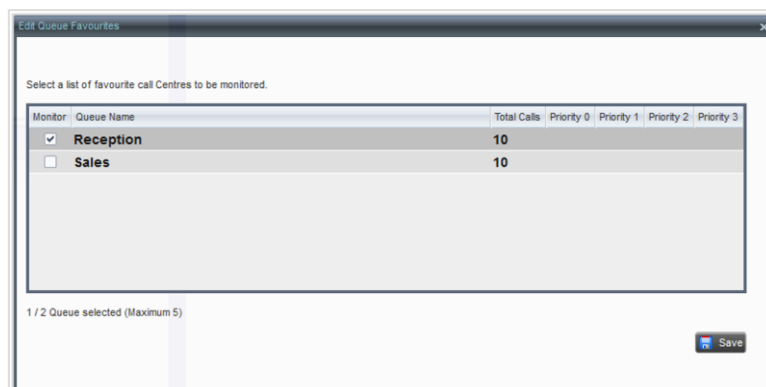 Edit Queue Favourites
Select a list of favourite call Centres to be monitored.
Monitor Queue Name Total Calls Priority 0 Priority 1 Priority 2 Priority 3
Reception 10
Sales 10
1 / 2 Queue selected (Maximum 5)
Save